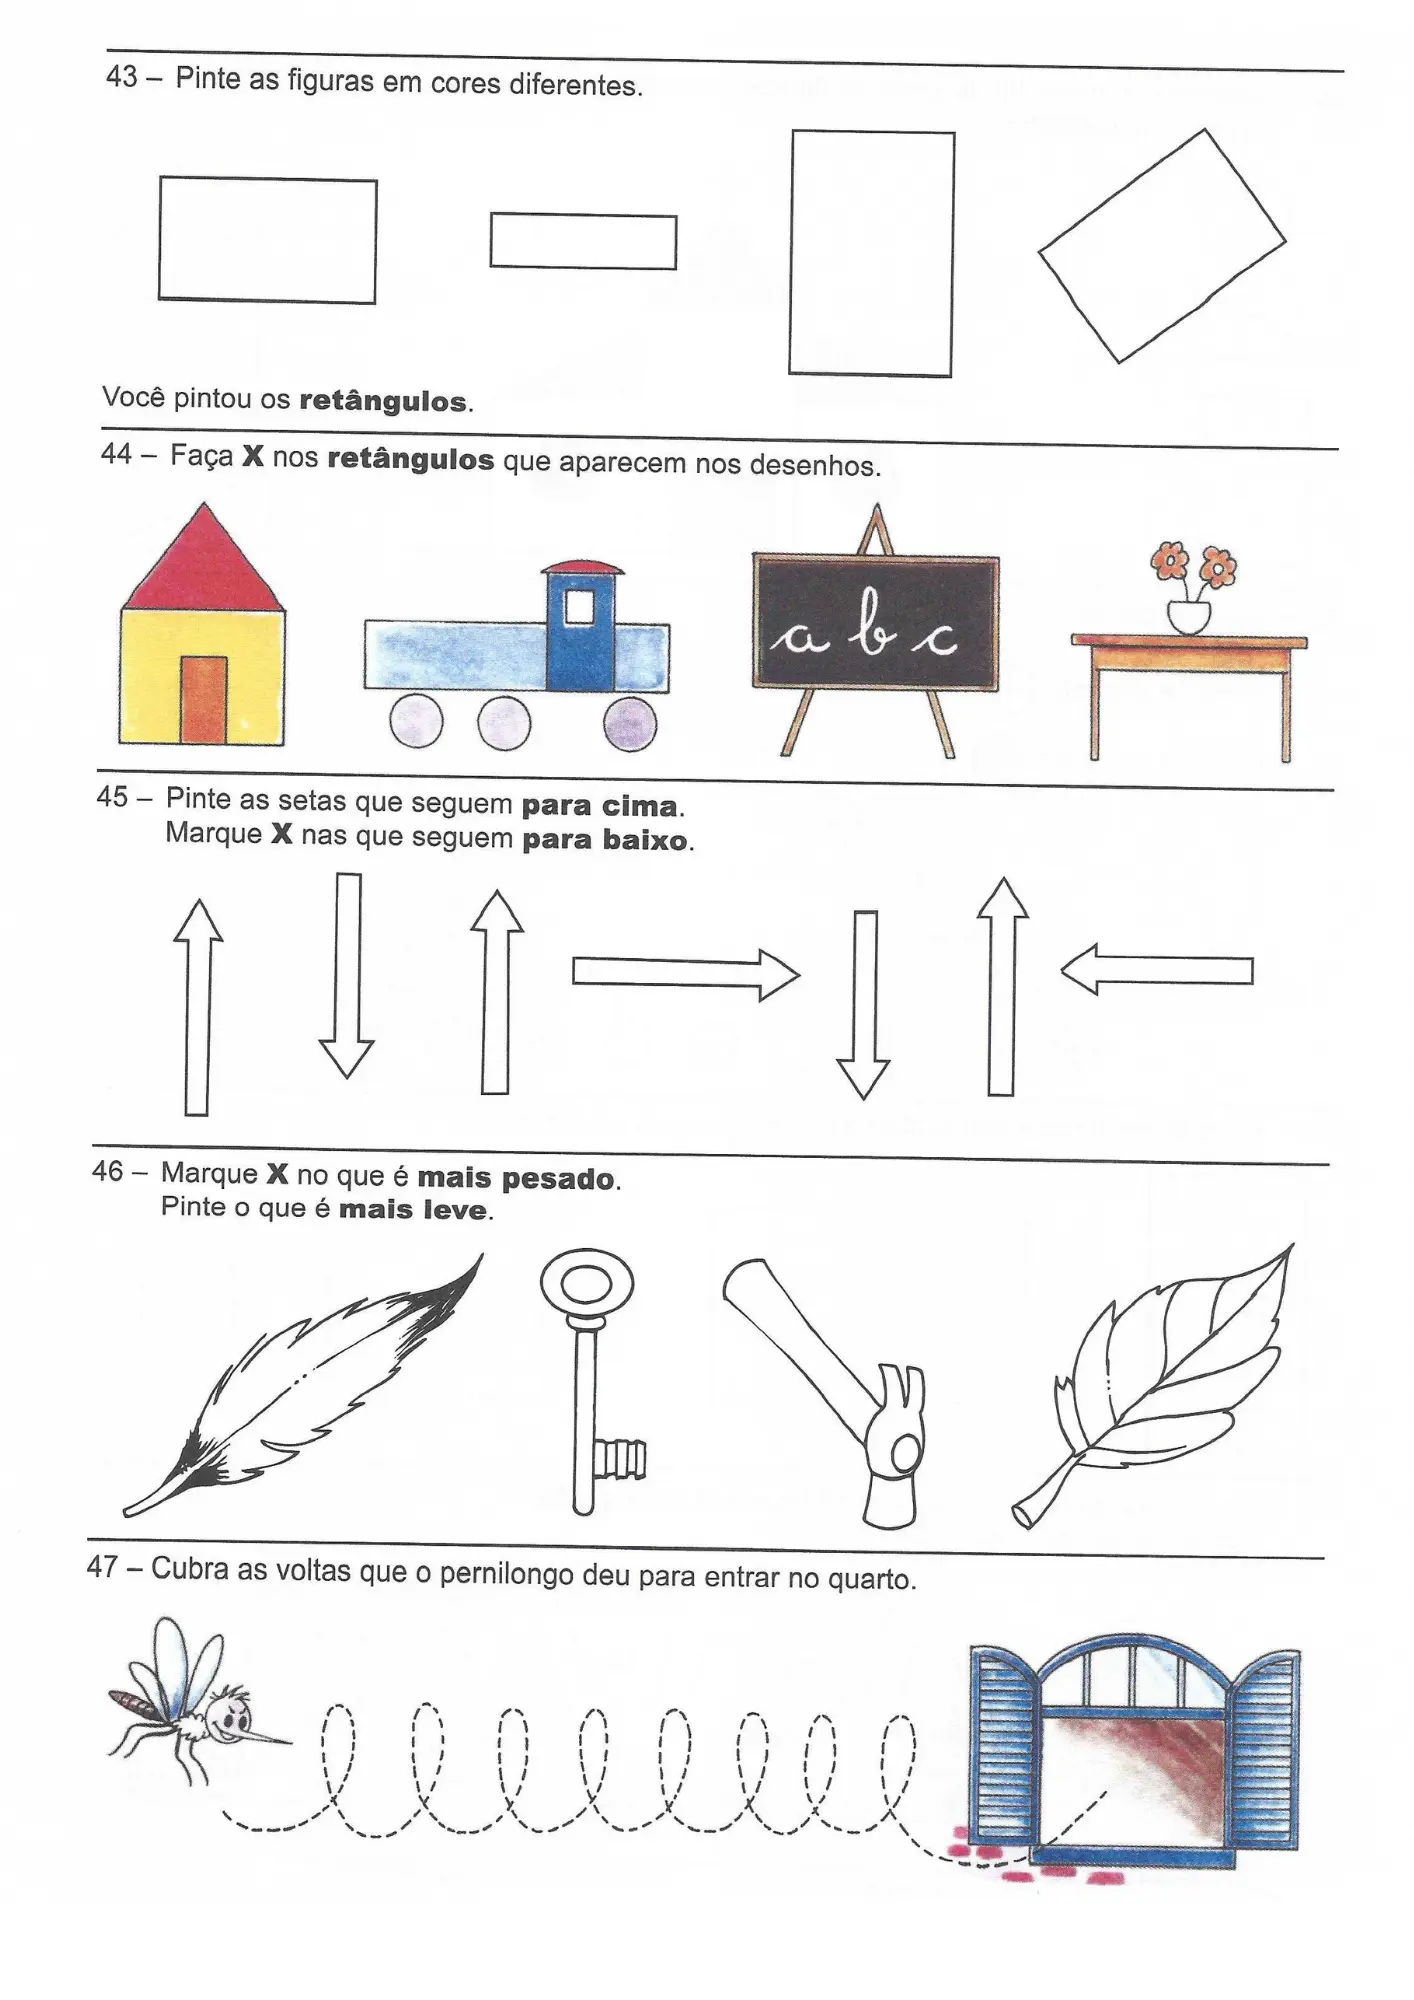 43 – Pinte as figuras em cores diferentes.
Você pintou os retângulos.
44 – Faça X nos retângulos que aparecem nos desenhos.
a b c
45 – Pinte as setas que seguem para cima.
Marque X nas que seguem para baixo.
46 – Marque X no que é mais pesado.
Pinte o que é mais leve.
47 – Cubra as voltas que o pernilongo deu para entrar no quarto.